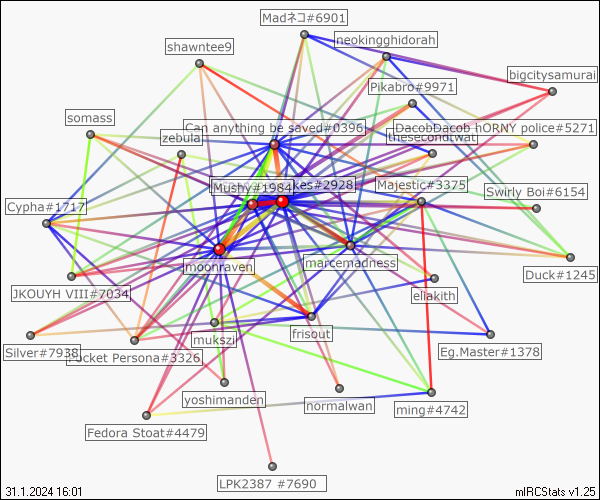 Madネコ#6901
neokingghidorah
shawntee9
bigcitysamurai
Pikabro#9971
somass
Can anything be saved#0396
DacobDacob hORNY police#5271
zebula
thesecondtwat
Mushy#1984
kes#2928
Majestic#3375
Swirly Boi#6154
Cypha#1717
moonraven
marcemadness
Duck#1245
JKOUYH VIII#7034
eliakith
mukszi
frisout
Silver#7938
Pocket Persona#3326
Eg.Master#1378
yoshimanden
normalwan
ming#4742
Fedora Stoat#4479
LPK2387 #7690
31.1.2024 16:01
mIRCStats v1.25